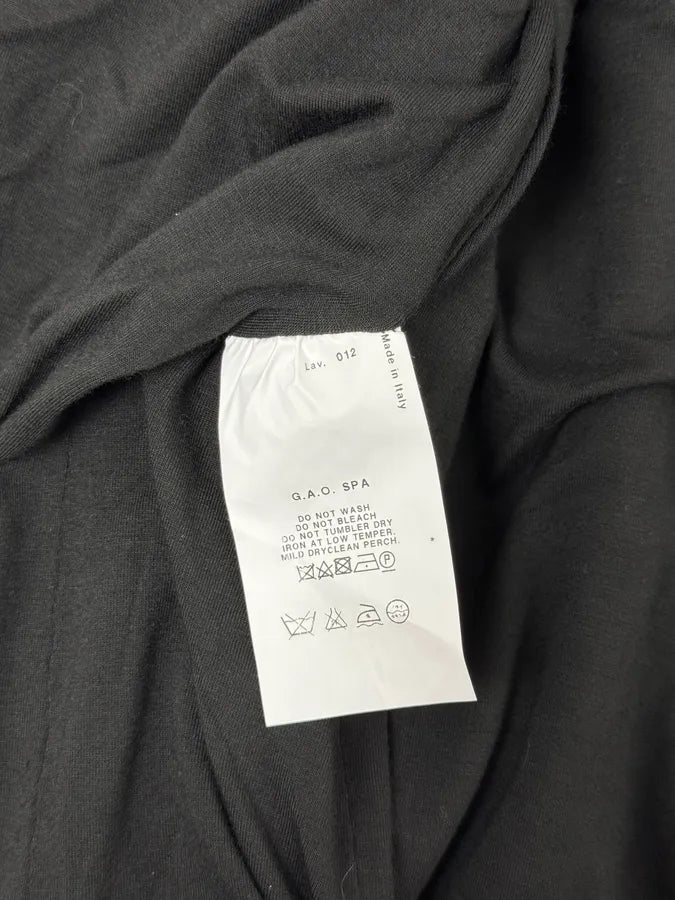 Lav. 012
Made in Italy
G.A.O. SPA
DO NOT WASH
DO NOT BLEACH
DO NOT TUMBLER DRY
IRON AT LOW TEMPER.
MILD DRYCLEAN PERCH.
P